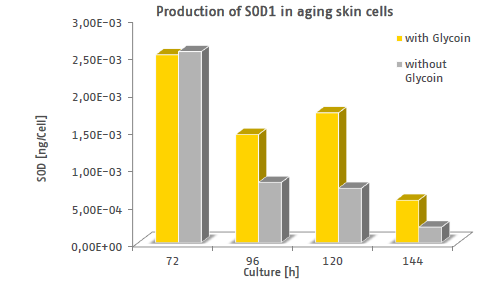 Production of SOD1 in aging skin cells
3,00E-03
2,50E-03
2,00E-03
1,50E-03
1,00E-03
5,00E-04
0,00E+00
SOD [ng/Cell]
with Glycoin
without
Glycoin
72 96 120 144
Culture [h]